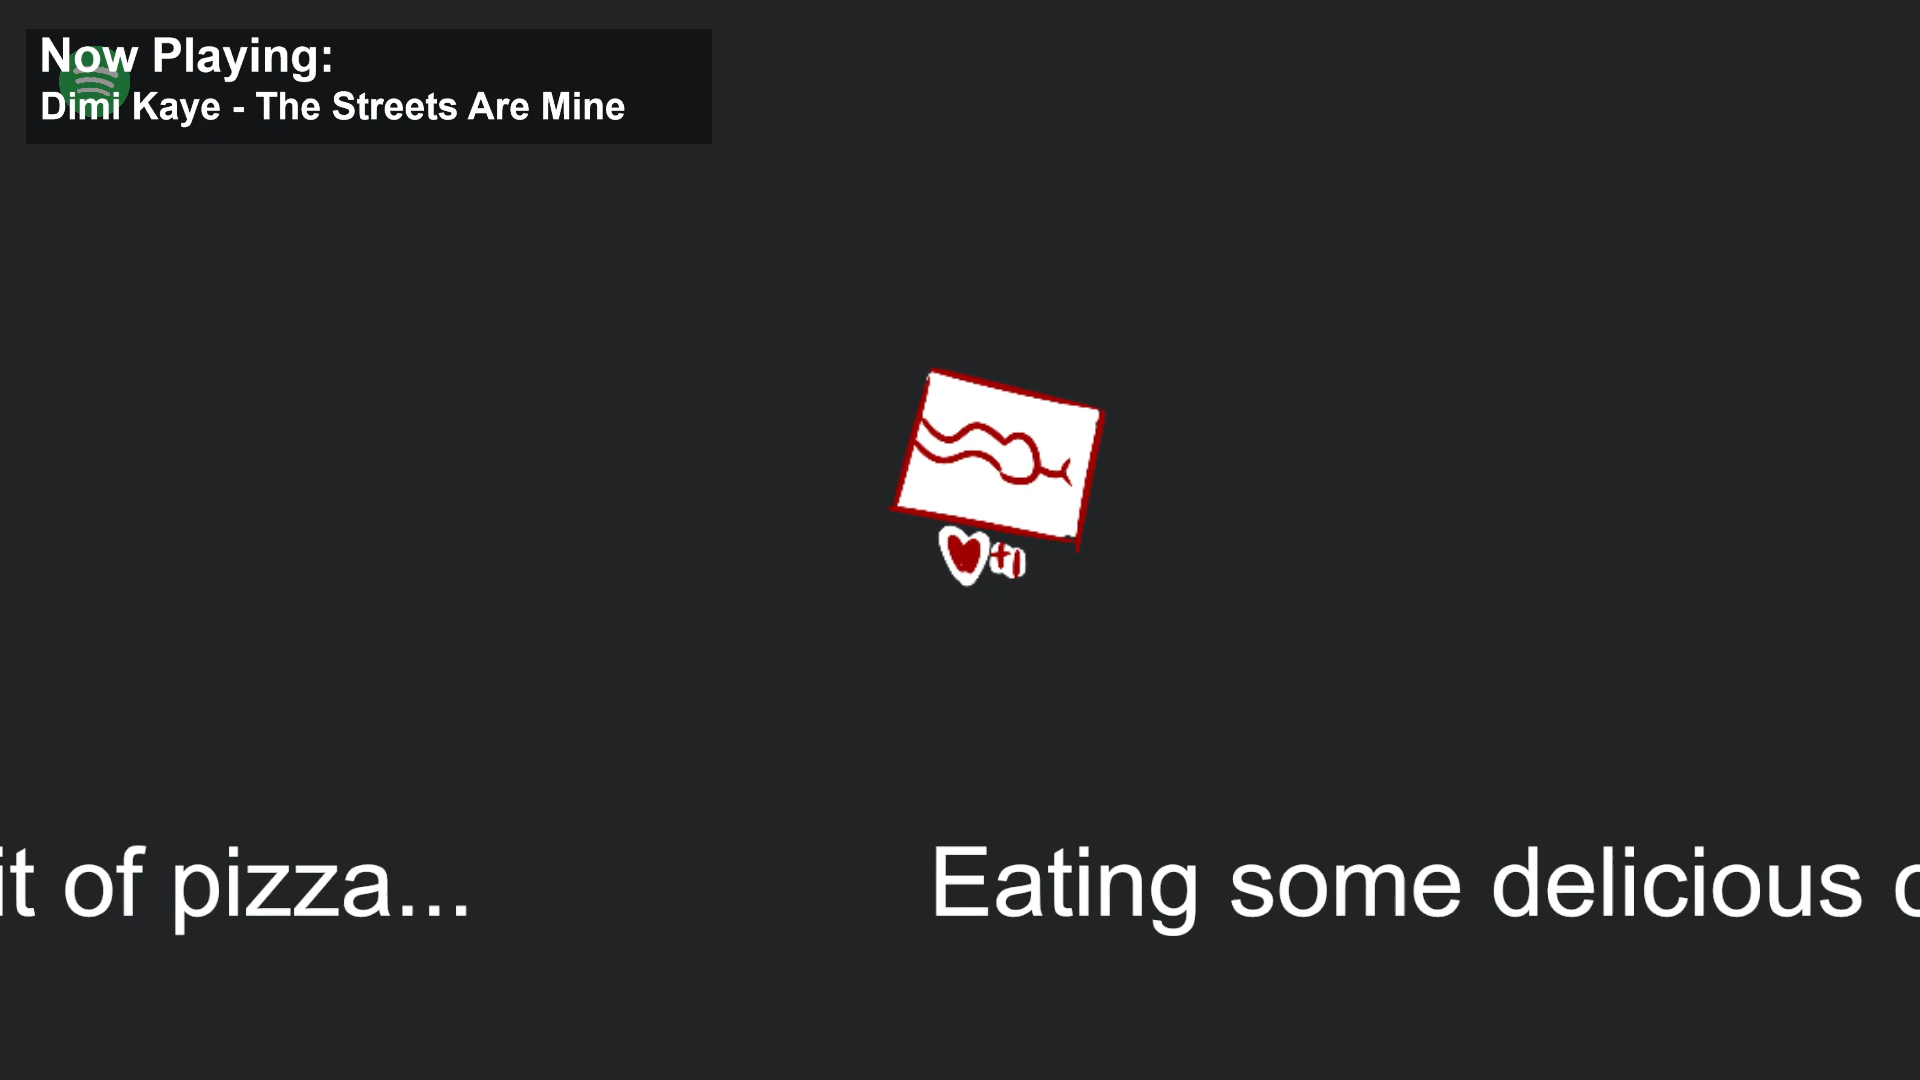 Now Playing:
Dimi Kaye - The Streets Are Mine
+1
it of pizza... Eating some delicious